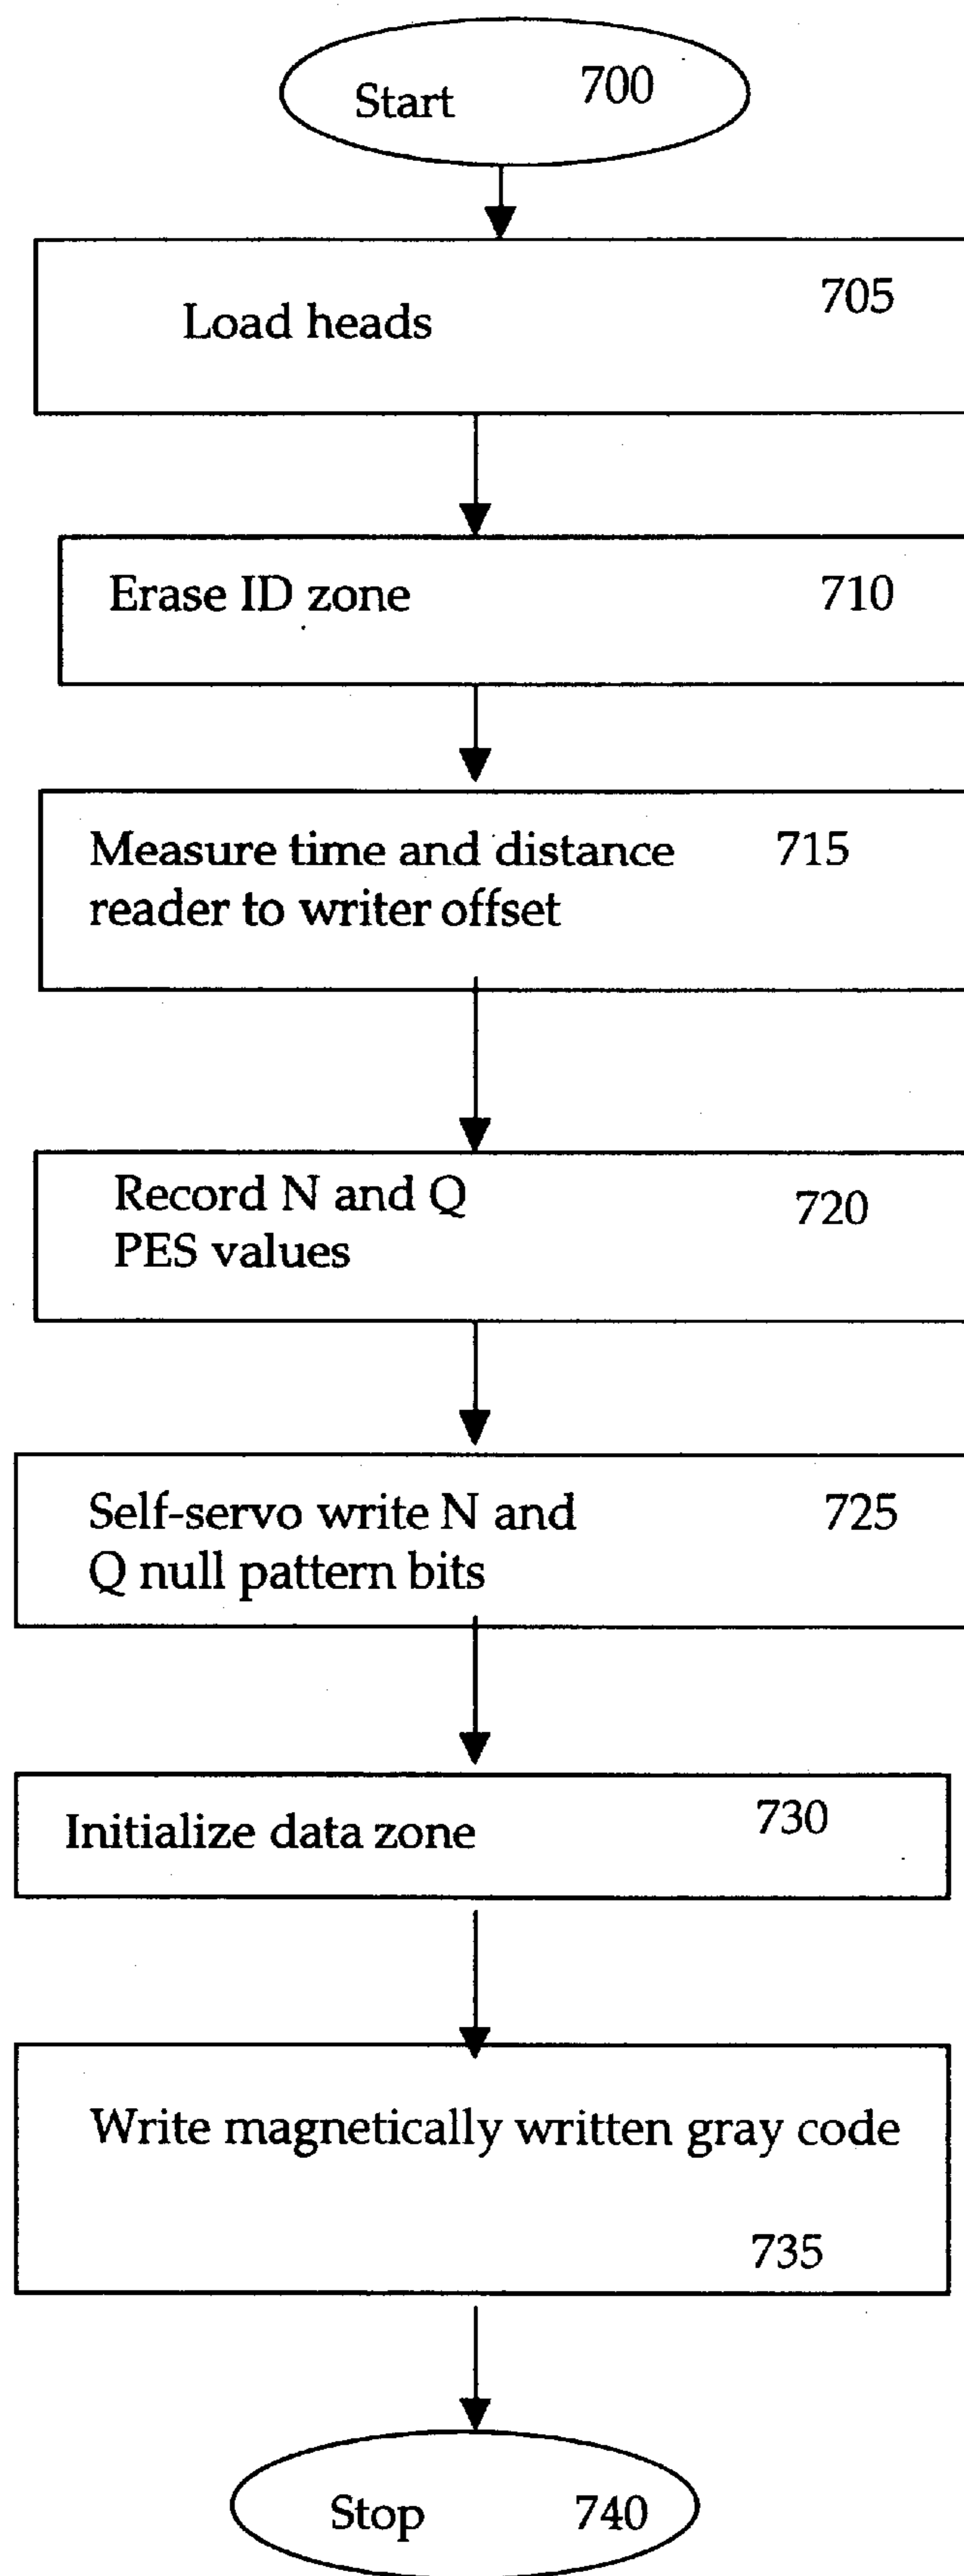 Start 700
Load heads 705
Erase ID zone 710
Measure time and distance 715
reader to writer offset
Record N and Q 720
PES values
Self-servo write N and 725
Q null pattern bits
Initialize data zone 730
Write magnetically written gray code
735
Stop 740